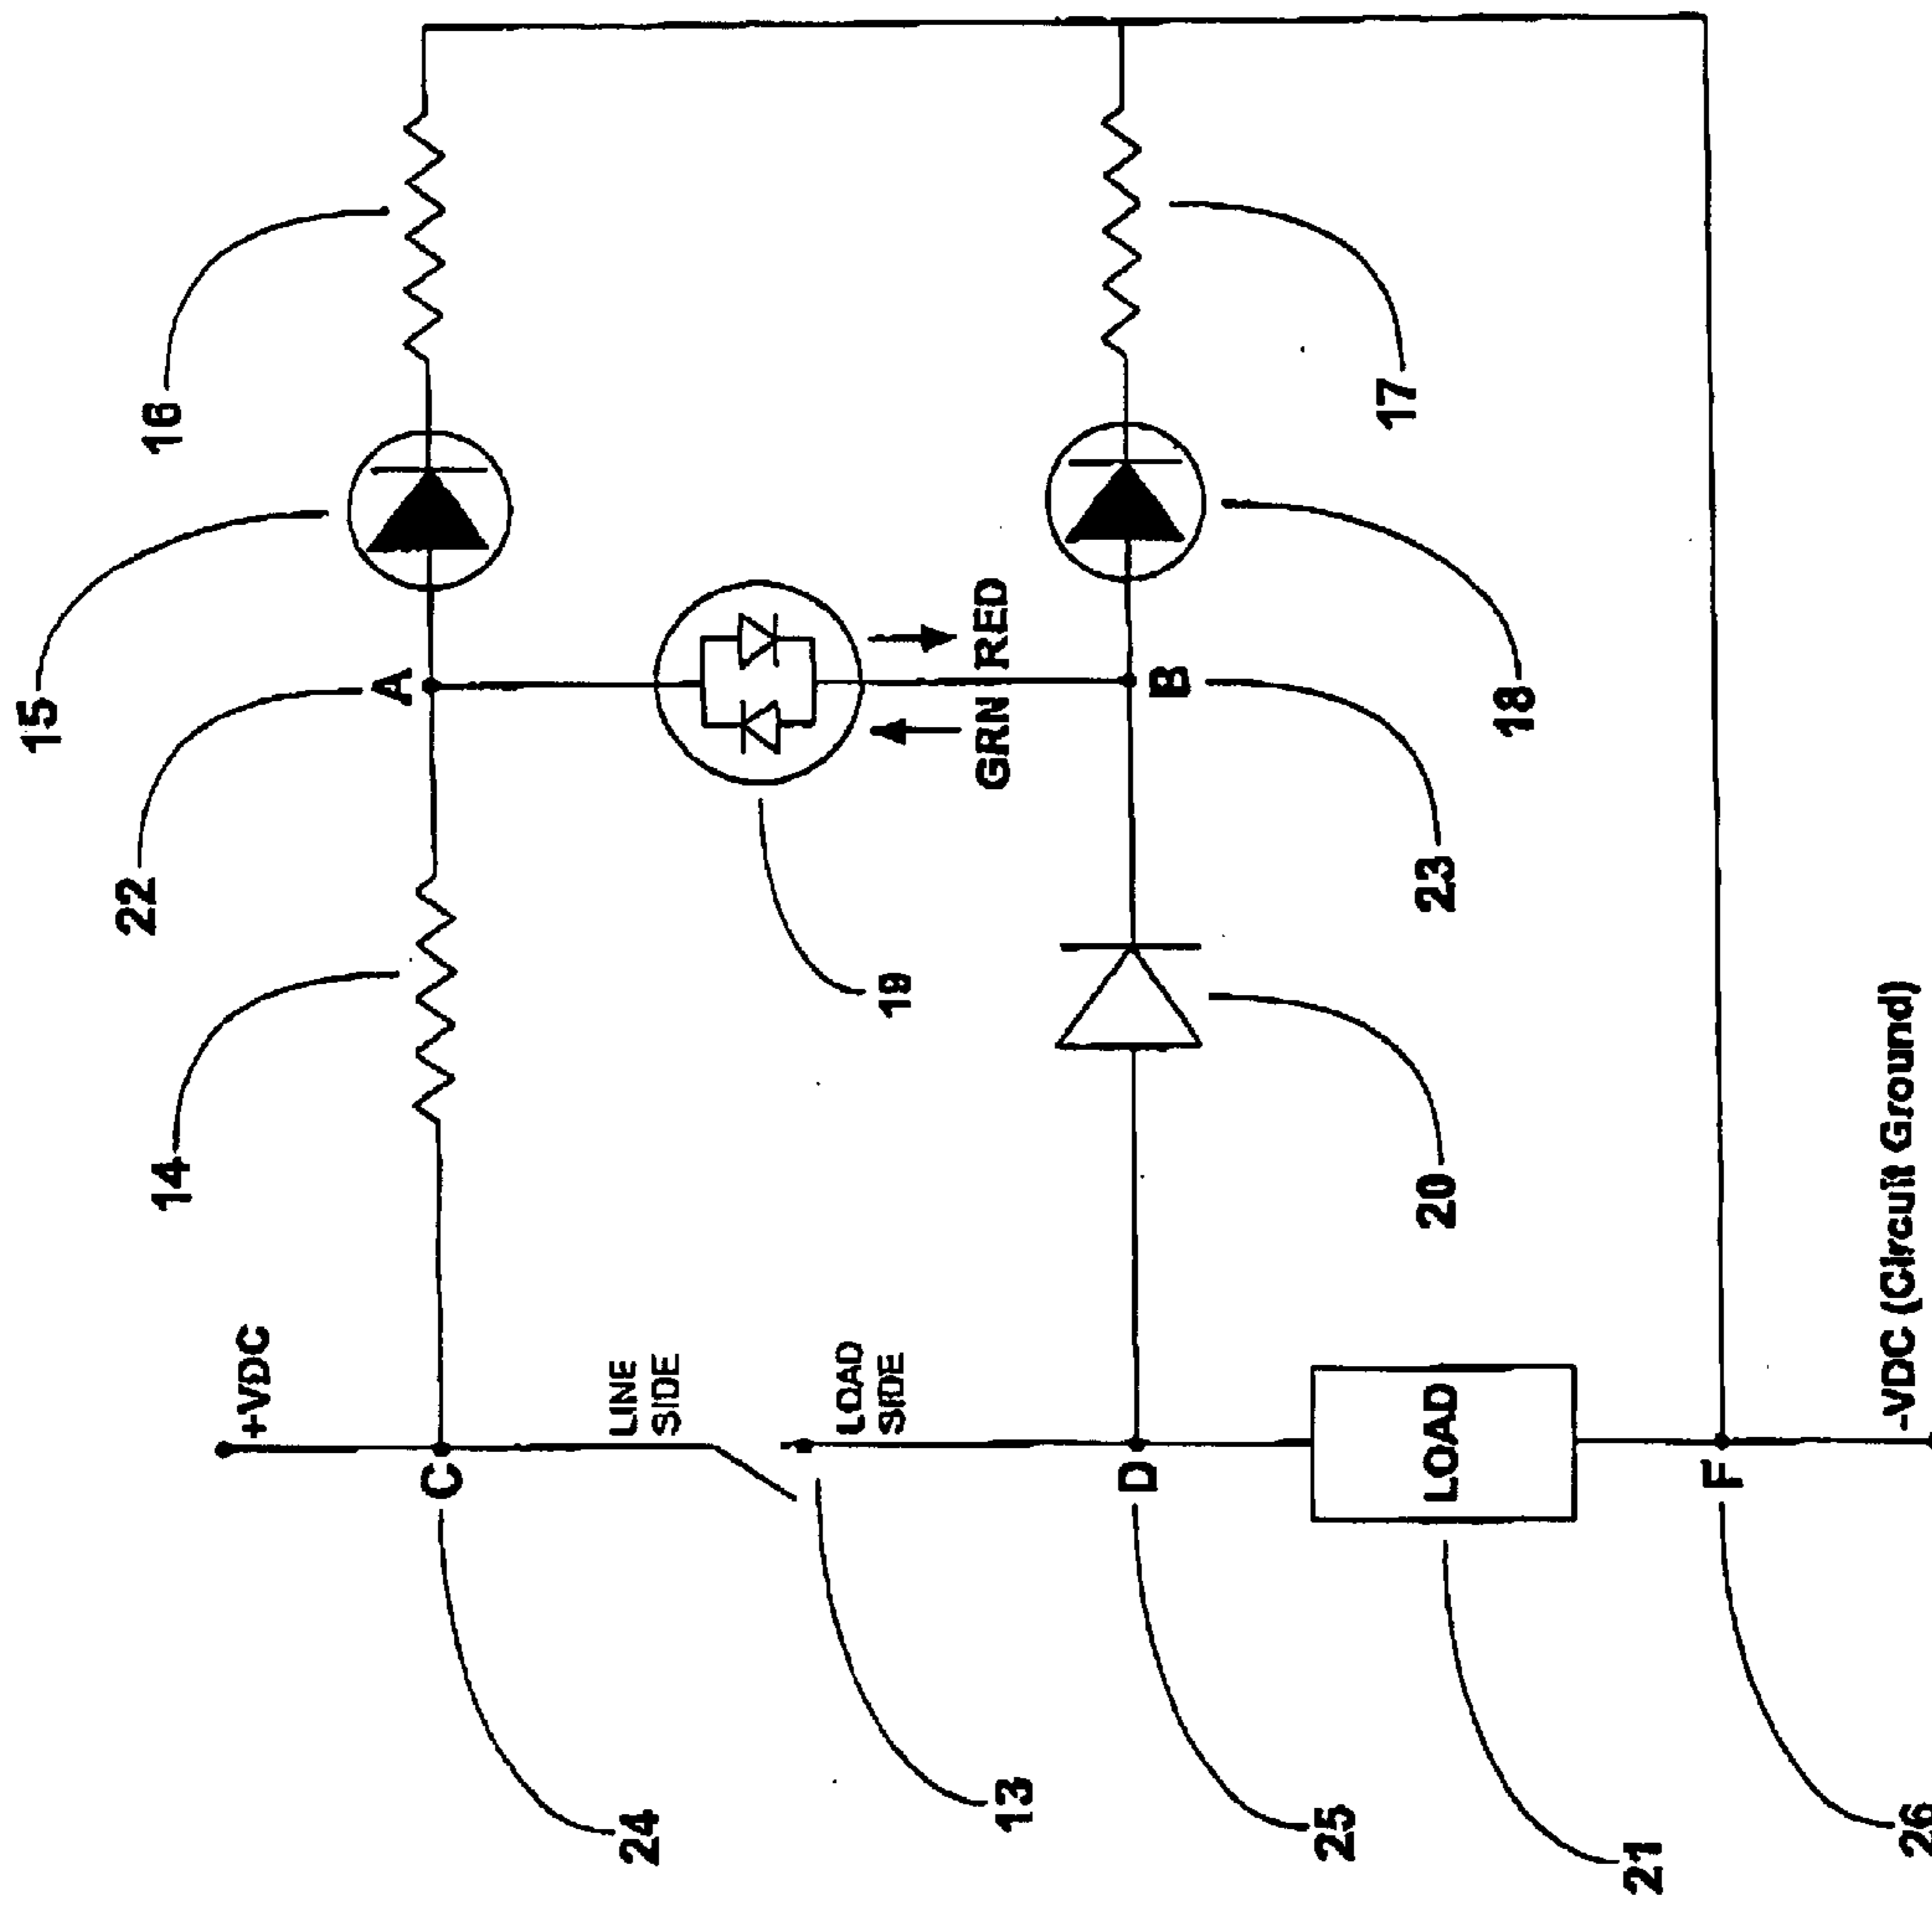 15
14
22
16
+VDC
A
C
24
LINE
SIDE
LOAD
SIDE
19
GRN RED
13
D
B
25
17
LOAD
20
23
18
21
F
-VDC (Circuit Ground)
26